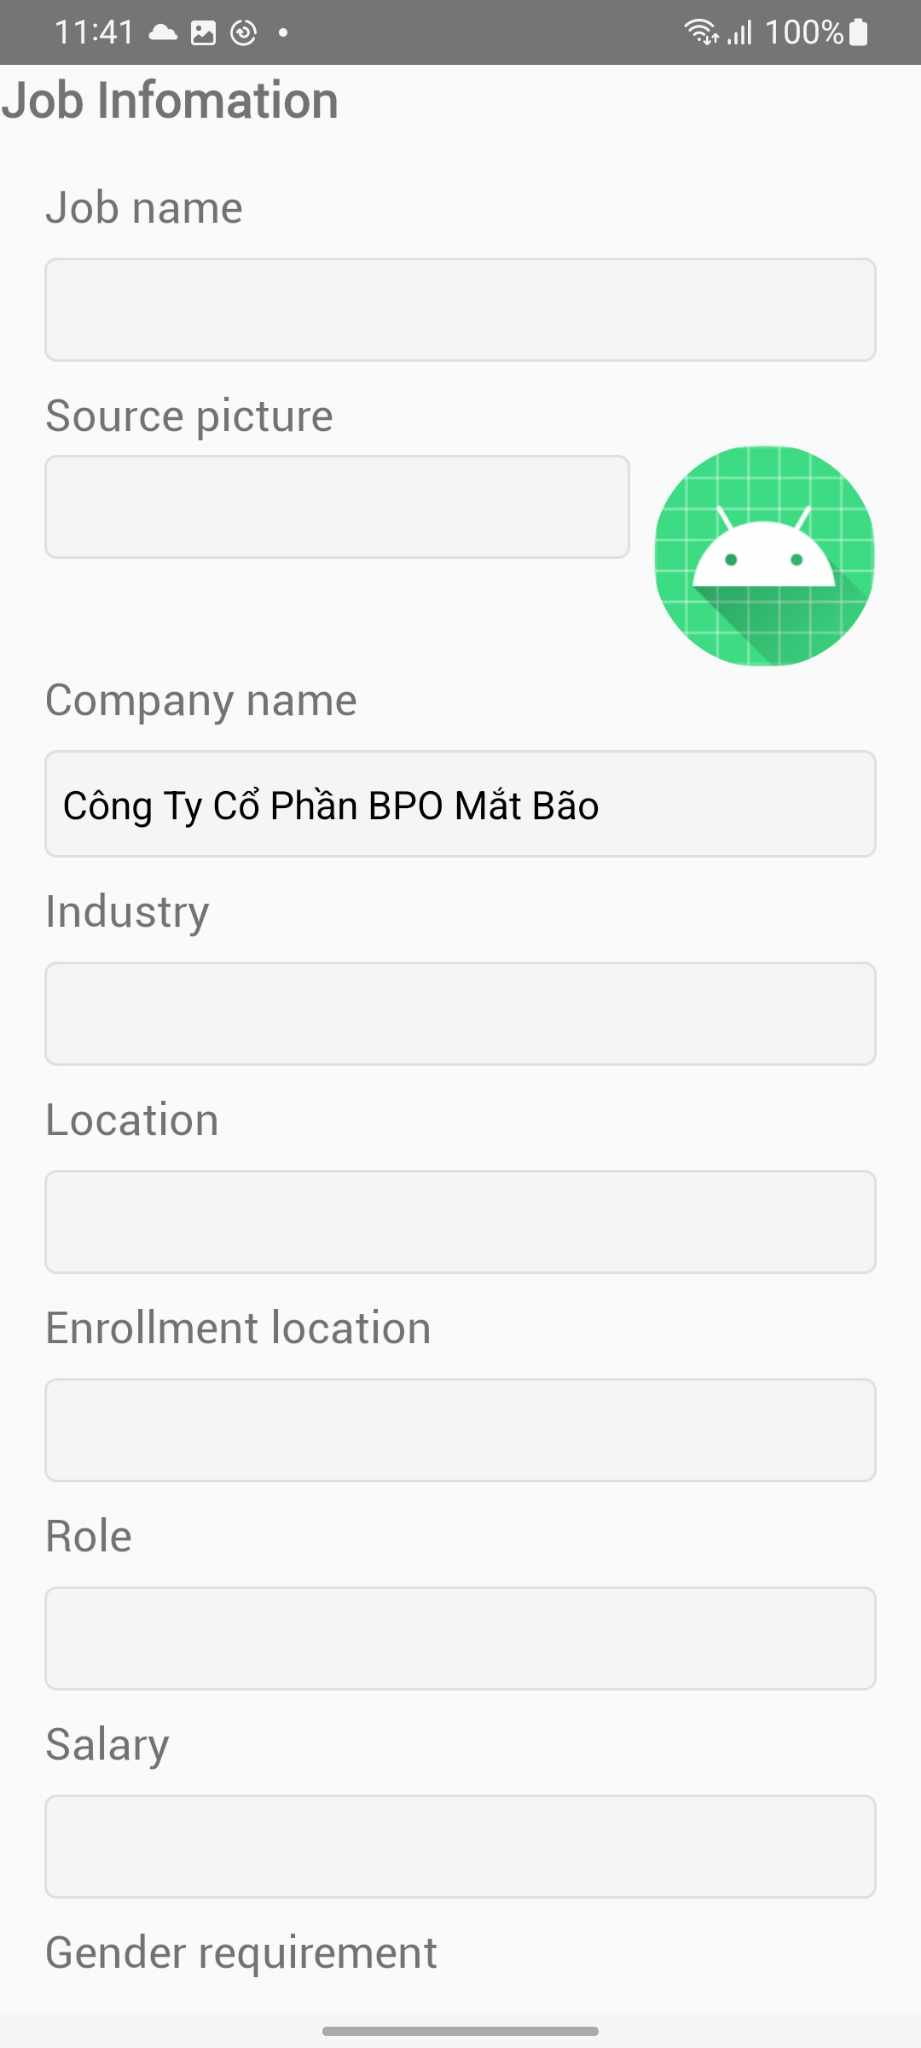 11:41 100%
Job Infomation
Job name
Source picture
Company name
Công Ty Cổ Phần BPO Mắt Bão
Industry
Location
Enrollment location
Role
Salary
Gender requirement